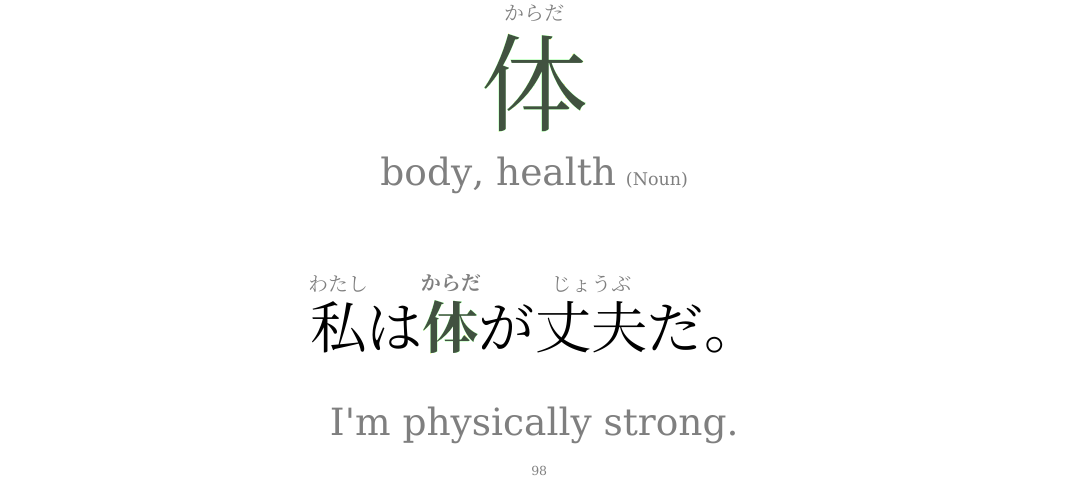 からだ
体
body, health (Noun)
わたし からだ じょうぶ
私は体が丈夫だ。
I'm physically strong.
98